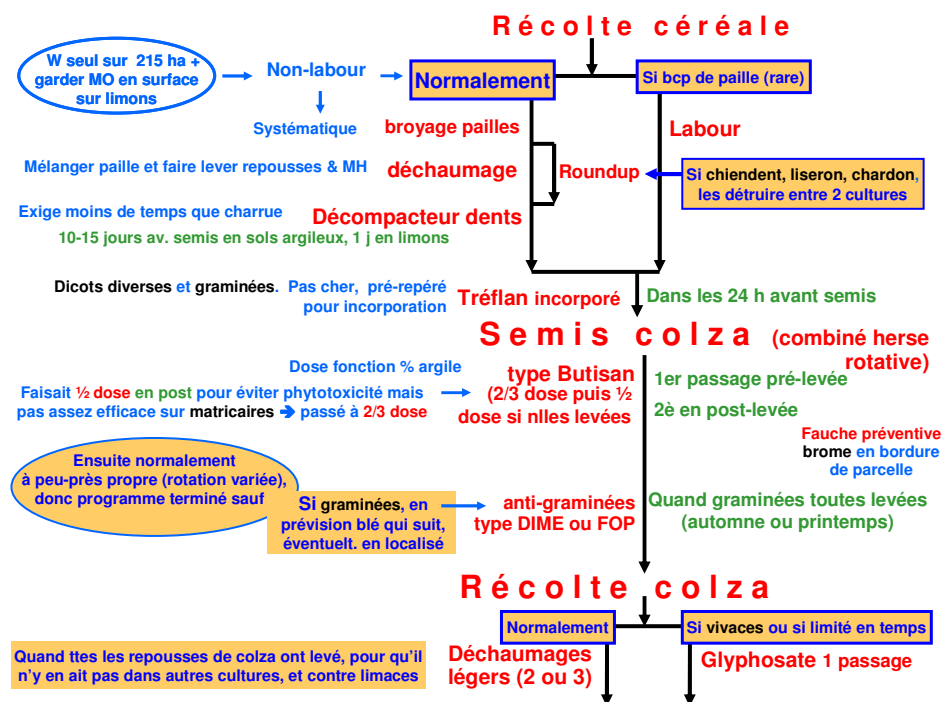 Récolte céréale
W seul sur 215 ha +
garder MO en surface
sur limons
Non-labour
Systématique
Normalement
Si bcp de paille (rare)
broyage pailles
Labour
Mélanger paille et faire lever repousses & MH
déchaumage
Roundup
Si chiendent, liseron, chardon,
les détruire entre 2 cultures
Exige moins de temps que charrue
Décompacteur dents
10-15 jours av. semis en sols argileux, 1 j en limons
Dicots diverses et graminées. Pas cher, pré-repéré
pour incorporation
Tréflan incorporé
Dans les 24 h avant semis
Semis colza (combiné herse
rotative)
Dose fonction % argile
Faisait ½ dose en post pour éviter phytotoxicité mais
pas assez efficace sur matricaires ➔ passé à 2/3 dose
type Butisan
(2/3 dose puis ½
dose si nlles levées
1er passage pré-levée
2è en post-levée
Fauche préventive
brome en bordure
de parcelle
Ensuite normalement
à peu-près propre (rotation variée),
donc programme terminé sauf
Si graminées, en
prévision blé qui suit,
éventuelt. en localisé
anti-graminées
type DIME ou FOP
Quand graminées toutes levées
(automne ou printemps)
Récolte colza
Normalement
Si vivaces ou si limité en temps
Quand ttes les repousses de colza ont levé, pour qu'il
n'y en ait pas dans autres cultures, et contre limaces
Déchaumages
légers (2 ou 3)
Glyphosate 1 passage